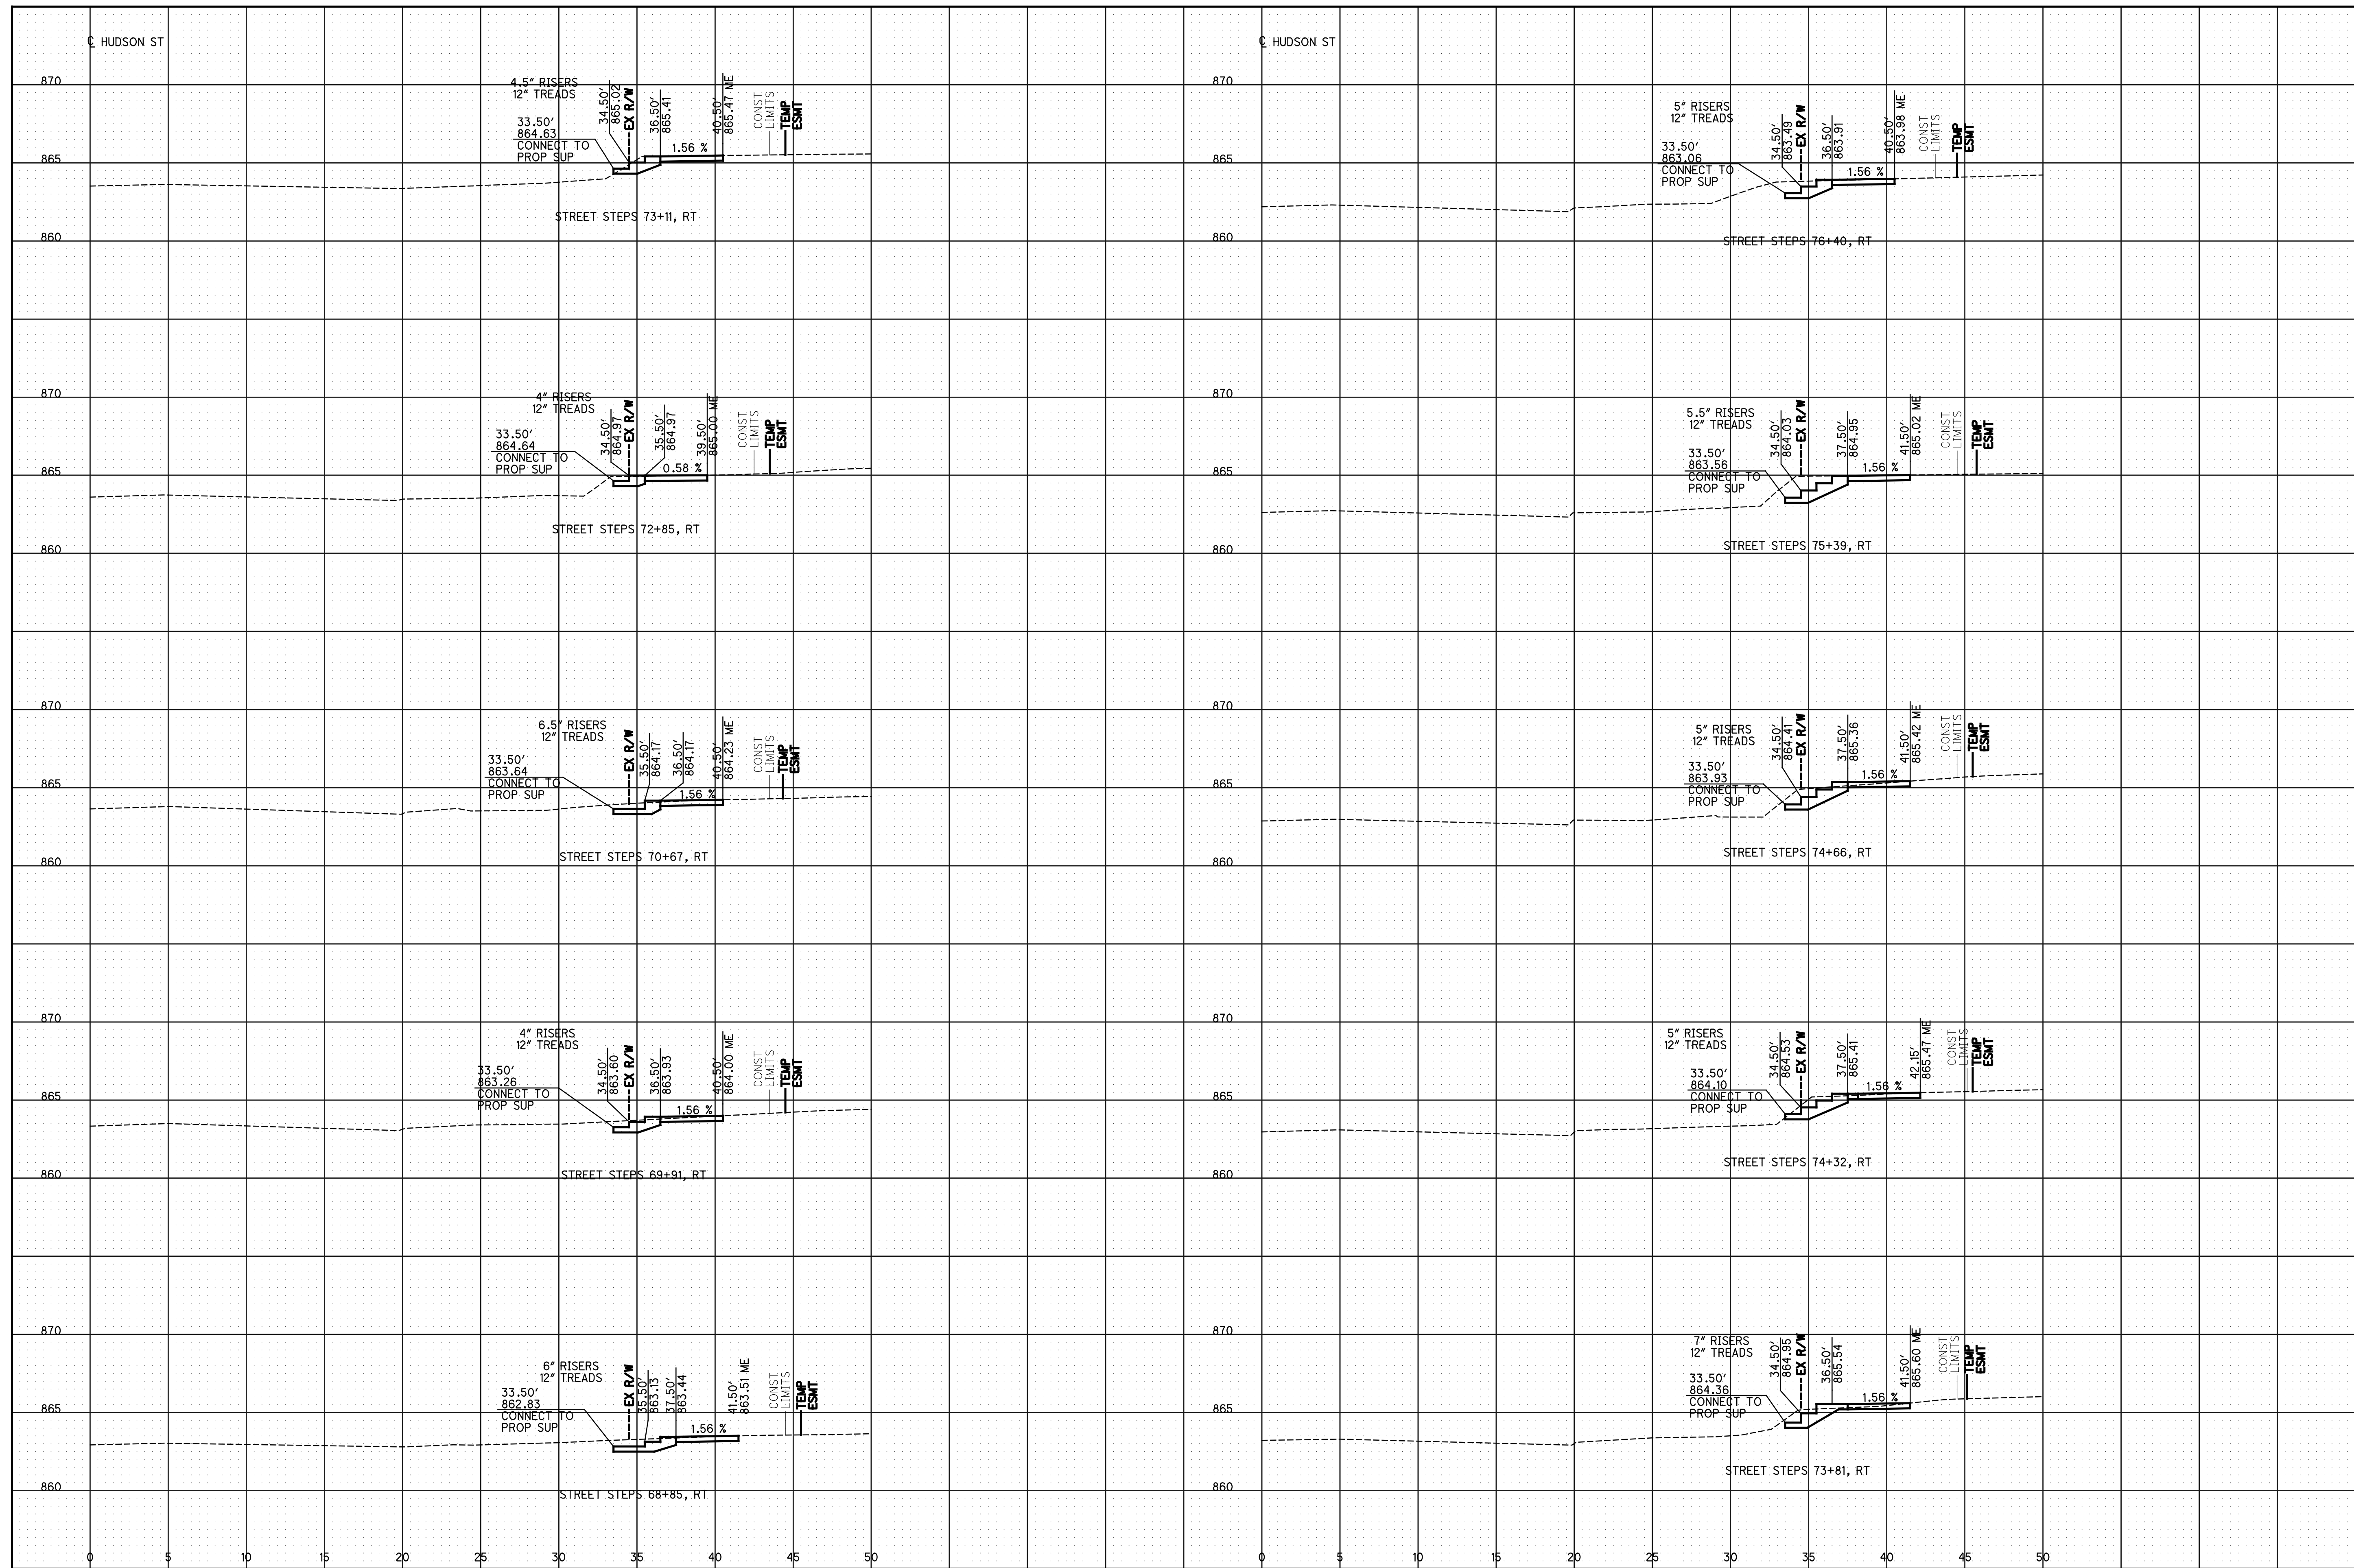 ℄ HUDSON ST
870
4.5" RISERS
12" TREADS
33.50'
864.63
CONNECT TO
PROP SUP
34.50'
865.02
EX R/W
36.50'
865.41
40.50'
865.47 ME
CONST
LIMITS
TEMP
ESMT
1.56 %
865
STREET STEPS 73+11, RT
860
870
4" RISERS
12" TREADS
33.50'
864.64
CONNECT TO
PROP SUP
34.50'
864.97
EX R/W
35.50'
864.97
39.50'
865.00 ME
CONST
LIMITS
TEMP
ESMT
0.58 %
865
STREET STEPS 72+85, RT
860
870
6.5" RISERS
12" TREADS
33.50'
863.64
CONNECT TO
PROP SUP
EX R/W
35.50'
864.17
36.50'
864.17
40.50'
864.23 ME
CONST
LIMITS
TEMP
ESMT
1.56 %
865
STREET STEPS 70+67, RT
860
870
4" RISERS
12" TREADS
33.50'
863.26
CONNECT TO
PROP SUP
34.50'
863.60
EX R/W
36.50'
863.93
40.50'
864.00 ME
CONST
LIMITS
TEMP
ESMT
1.56 %
865
STREET STEPS 69+91, RT
860
870
6" RISERS
12" TREADS
33.50'
862.83
CONNECT TO
PROP SUP
EX R/W
35.50'
863.13
37.50'
863.44
41.50'
863.51 ME
CONST
LIMITS
TEMP
ESMT
1.56 %
865
STREET STEPS 68+85, RT
860
0 5 10 15 20 25 30 35 40 45 50
℄ HUDSON ST
870
5" RISERS
12" TREADS
33.50'
863.06
CONNECT TO
PROP SUP
34.50'
863.49
EX R/W
36.50'
863.91
40.50'
863.98 ME
CONST
LIMITS
TEMP
ESMT
1.56 %
865
STREET STEPS 76+40, RT
860
870
5.5" RISERS
12" TREADS
33.50'
863.56
CONNECT TO
PROP SUP
34.50'
864.03
EX R/W
37.50'
864.95
41.50'
865.02 ME
CONST
LIMITS
TEMP
ESMT
1.56 %
865
STREET STEPS 75+39, RT
860
870
5" RISERS
12" TREADS
33.50'
863.93
CONNECT TO
PROP SUP
34.50'
864.41
EX R/W
37.50'
865.36
41.50'
865.42 ME
CONST
LIMITS
TEMP
ESMT
1.56 %
865
STREET STEPS 74+66, RT
860
870
5" RISERS
12" TREADS
33.50'
864.10
CONNECT TO
PROP SUP
34.50'
864.53
EX R/W
37.50'
865.41
42.15'
865.47 ME
CONST
LIMITS
TEMP
ESMT
1.56 %
865
STREET STEPS 74+32, RT
860
870
7" RISERS
12" TREADS
33.50'
864.36
CONNECT TO
PROP SUP
34.50'
864.95
EX R/W
36.50'
865.54
41.50'
865.60 ME
CONST
LIMITS
TEMP
ESMT
1.56 %
865
STREET STEPS 73+81, RT
860
0 5 10 15 20 25 30 35 40 45 50